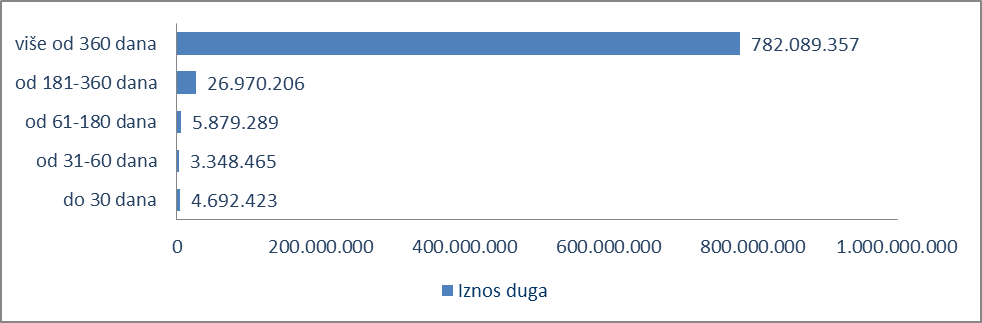 više od 360 dana 782.089.357
od 181-360 dana 26.970.206
od 61-180 dana 5.879.289
od 31-60 dana 3.348.465
do 30 dana 4.692.423
0 200.000.000 400.000.000 600.000.000 800.000.000 1.000.000.000
Iznos duga